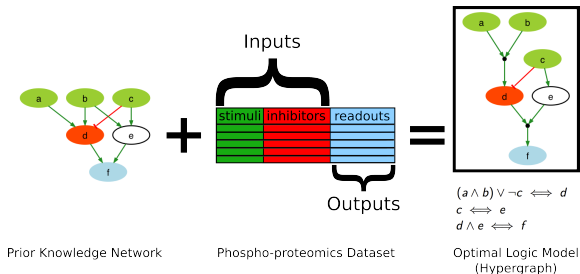 Inputs
stimuli inhibitors readouts
Outputs
a b c
d e
f
a b
c
d e
f
(a ∧ b) ∨ ¬c ⟺ d
c ⟺ e
d ∧ e ⟺ f
Prior Knowledge Network
Phospho-proteomics Dataset
Optimal Logic Model
(Hypergraph)